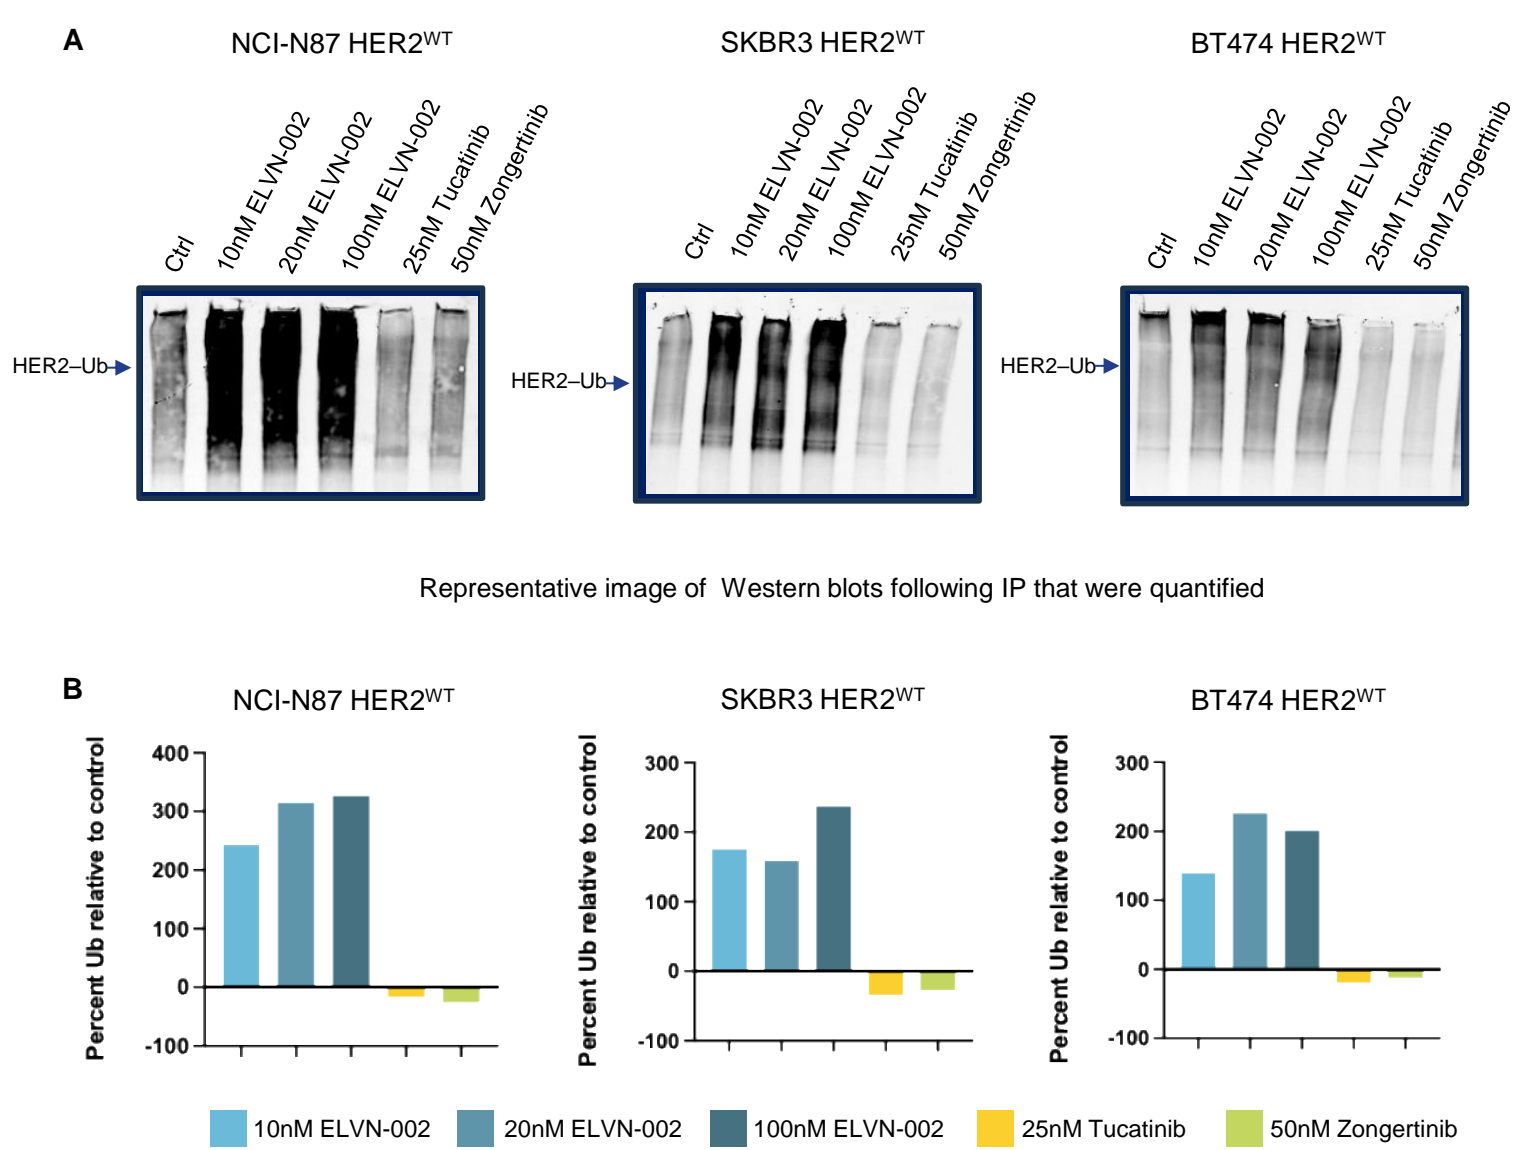 A
NCI-N87 HER2WT
SKBR3 HER2WT
BT474 HER2WT
Ctrl
10nM ELVN-002
20nM ELVN-002
100nM ELVN-002
25nM Tucatinib
50nM Zongertinib
Ctrl
10nM ELVN-002
20nM ELVN-002
100nM ELVN-002
25nM Tucatinib
50nM Zongertinib
Ctrl
10nM ELVN-002
20nM ELVN-002
100nM ELVN-002
25nM Tucatinib
50nM Zongertinib
HER2–Ub
HER2–Ub
HER2–Ub
Representative image of Western blots following IP that were quantified
B
NCI-N87 HER2WT
SKBR3 HER2WT
BT474 HER2WT
Percent Ub relative to control
400
300
200
100
0
-100
Percent Ub relative to control
300
200
100
0
-100
Percent Ub relative to control
300
200
100
0
-100
10nM ELVN-002
20nM ELVN-002
100nM ELVN-002
25nM Tucatinib
50nM Zongertinib